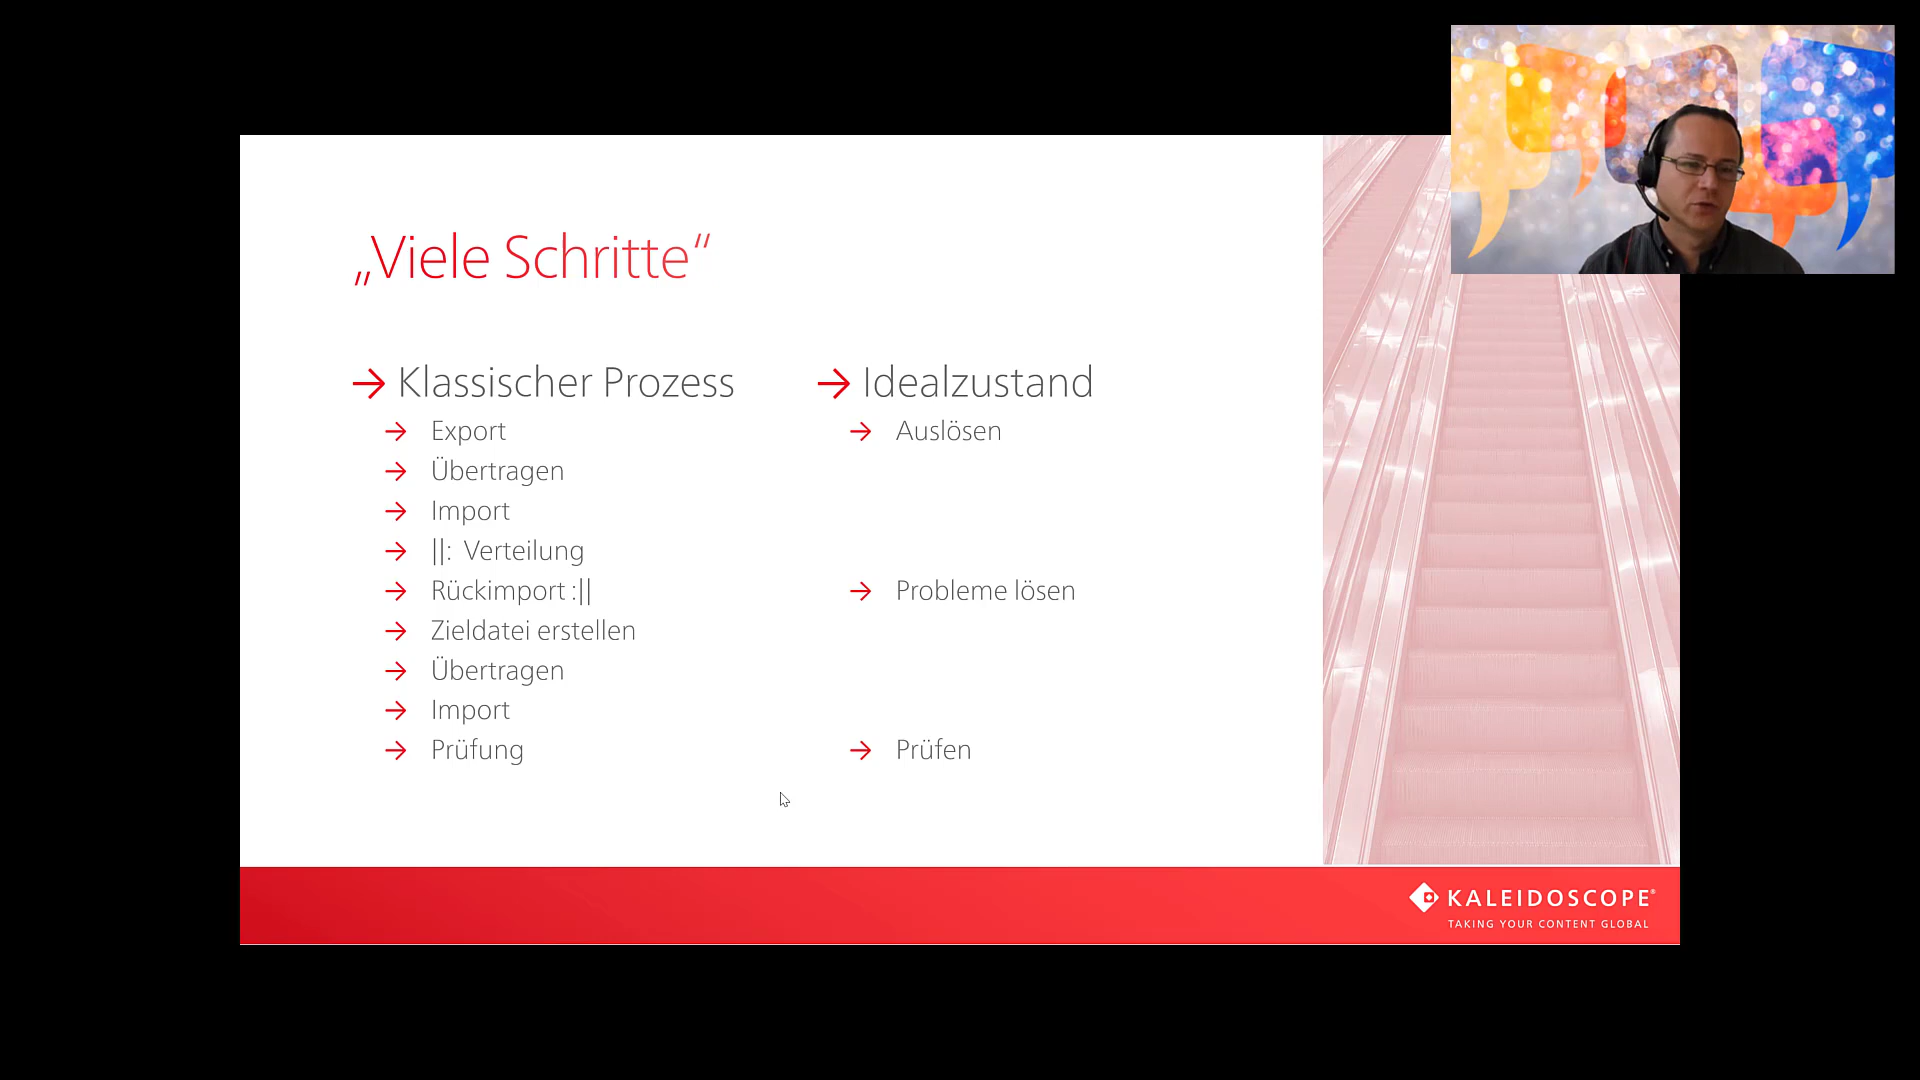 „Viele Schritte“
Klassischer Prozess
Export
Übertragen
Import
||: Verteilung
Rückimport :||
Zieldatei erstellen
Übertragen
Import
Prüfung
Idealzustand
Auslösen
Probleme lösen
Prüfen
KALEIDOSCOPE®
TAKING YOUR CONTENT GLOBAL